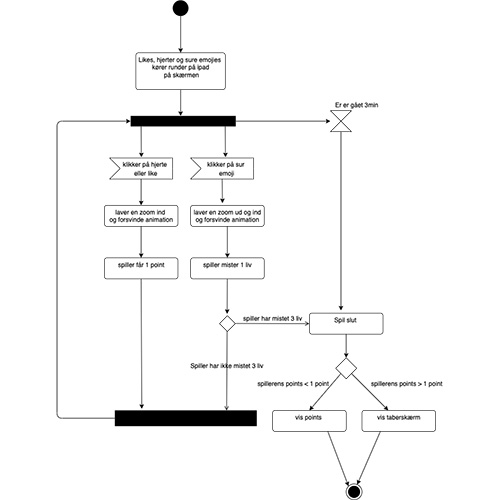 Likes, hjerter og sure emojies
kører runder på ipad
på skærmen
Er er gået 3min
klikker på hjerte
eller like
klikker på sur
emoji
laver en zoom ind
og forsvinde animation
laver en zoom ud og ind
og forsvinde animation
spiller får 1 point
spiller mister 1 liv
spiller har mistet 3 liv
Spil slut
Spiller har ikke mistet 3 liv
spillerens points < 1 point
spillerens points > 1 point
vis points
vis taberskærm